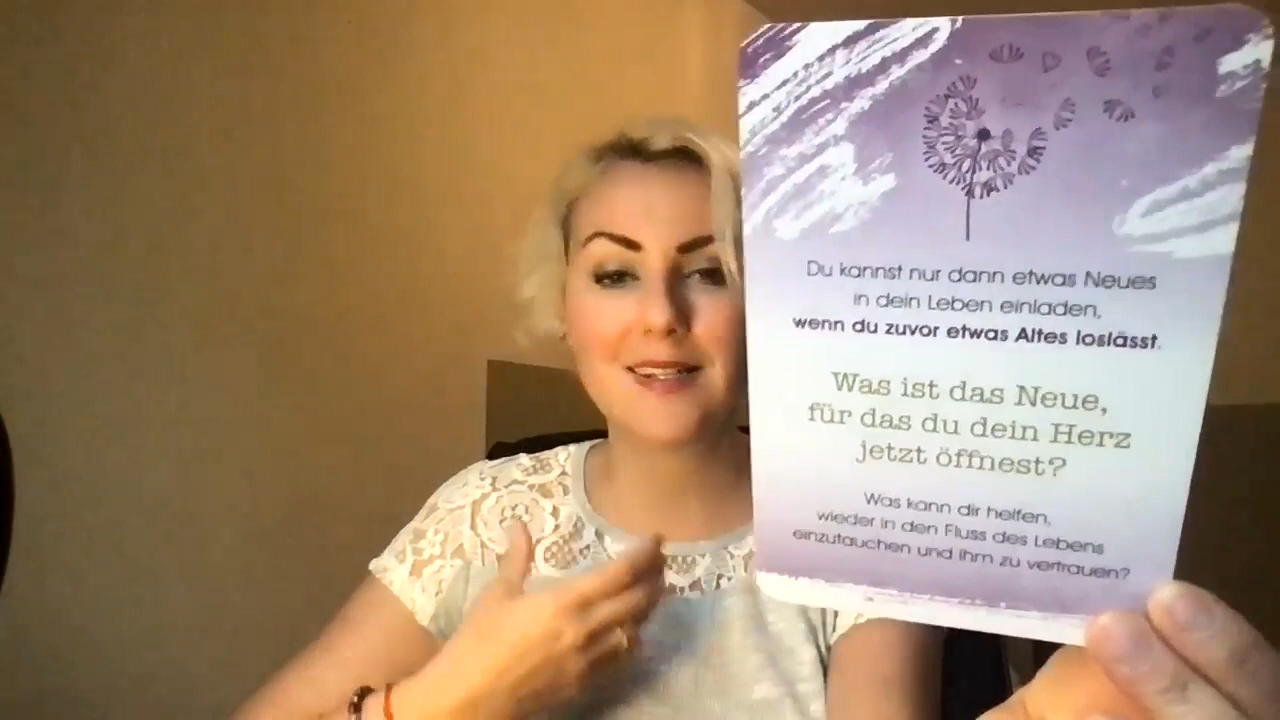 Du kannst nur dann etwas Neues
in dein Leben einladen,
wenn du zuvor etwas Altes loslässt.
Was ist das Neue,
für das du dein Herz
jetzt öffnest?
Was kann dir helfen,
wieder in den Fluss des Lebens
einzutauchen und ihm zu vertrauen?